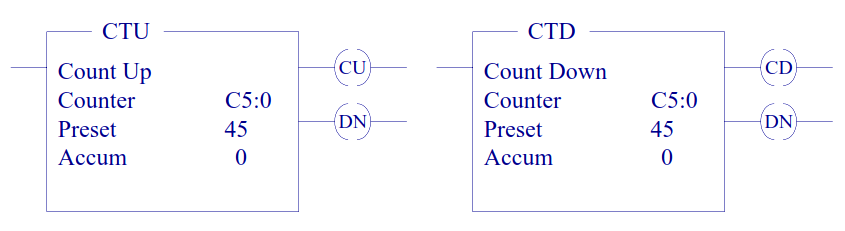 CTU
Count Up
Counter C5:0
Preset 45
Accum 0
CU
DN
CTD
Count Down
Counter C5:0
Preset 45
Accum 0
CD
DN